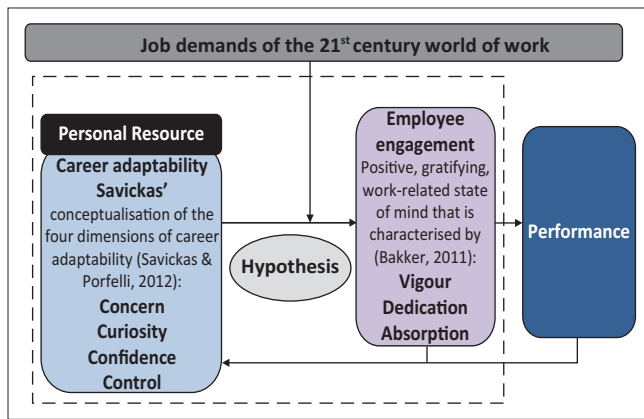 Job demands of the 21st century world of work
Personal Resource
Career adaptability
Savickas’
conceptualisation of the
four dimensions of career
adaptability (Savickas &
Porfelli, 2012):
Concern
Curiosity
Confidence
Control
Hypothesis
Employee
engagement
Positive, gratifying,
work-related state
of mind that is
characterised by
(Bakker, 2011):
Vigour
Dedication
Absorption
Performance